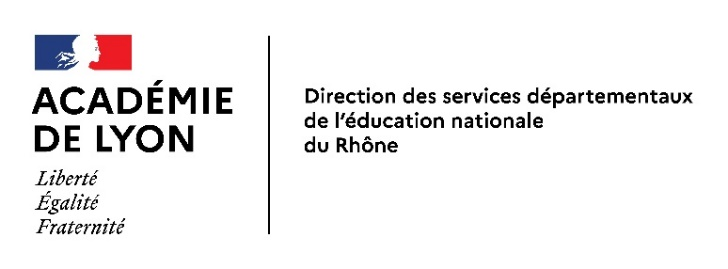 ACADÉMIE
DE LYON
Liberté
Égalité
Fraternité
Direction des services départementaux
de l'éducation nationale
du Rhône